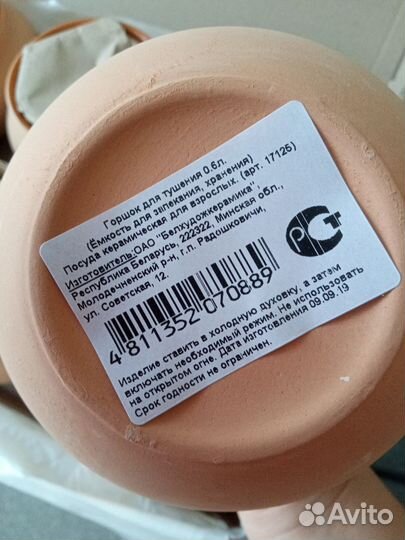 Горшок для тушения 0.6л.
(Ёмкость для запекания, хранения)
Посуда керамическая для взрослых. (арт. 17125)
Изготовитель:ОАО "Белхудожкерамика",
Республика Беларусь, 222322, Минская обл.,
Молодечненский р-н, г.п. Радошковичи,
ул. Советская, 12.
РСТ
4 811352 070889
Изделие ставить в холодную духовку, а затем
включать необходимый режим. Не использовать
на открытом огне. Дата изготовления 09.09.19
Срок годности не ограничен.
Avito